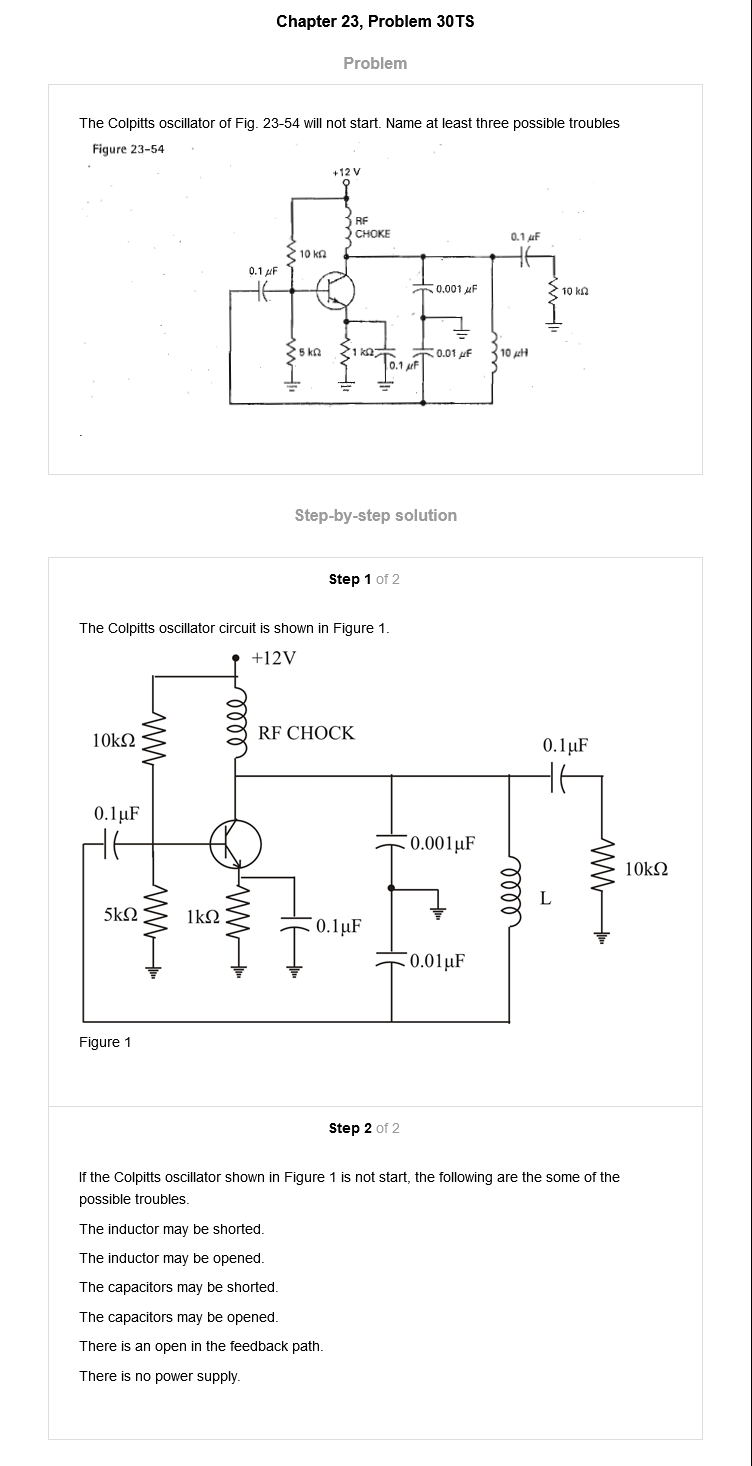 Chapter 23, Problem 30TS
Problem
The Colpitts oscillator of Fig. 23-54 will not start. Name at least three possible troubles
Figure 23-54
+12 V
RF
CHOKE
0.1 µF
10 kΩ
0.1 µF
0.001 µF
10 kΩ
5 kΩ
1 kΩ
0.01 µF
10 µH
0.1 µF
Step-by-step solution
Step 1 of 2
The Colpitts oscillator circuit is shown in Figure 1.
+12V
10kΩ
RF CHOCK
0.1µF
0.1µF
0.001µF
10kΩ
L
5kΩ
1kΩ
0.1µF
0.01µF
Figure 1
Step 2 of 2
If the Colpitts oscillator shown in Figure 1 is not start, the following are the some of the
possible troubles.
The inductor may be shorted.
The inductor may be opened.
The capacitors may be shorted.
The capacitors may be opened.
There is an open in the feedback path.
There is no power supply.